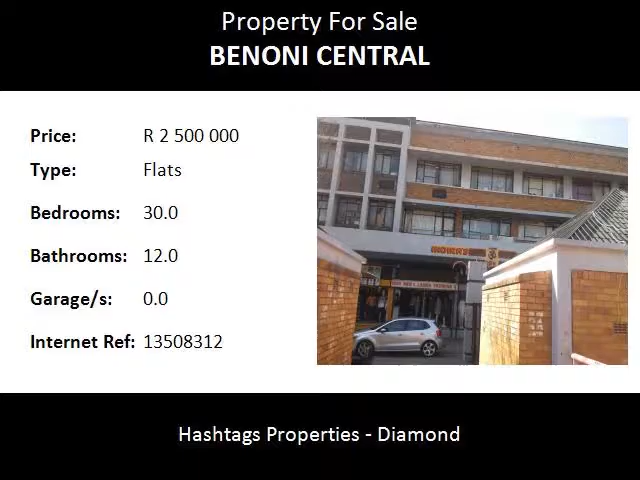 Property For Sale
BENONI CENTRAL
Price: R 2 500 000
Type: Flats
Bedrooms: 30.0
Bathrooms: 12.0
Garage/s: 0.0
Internet Ref: 13508312
Hashtags Properties - Diamond